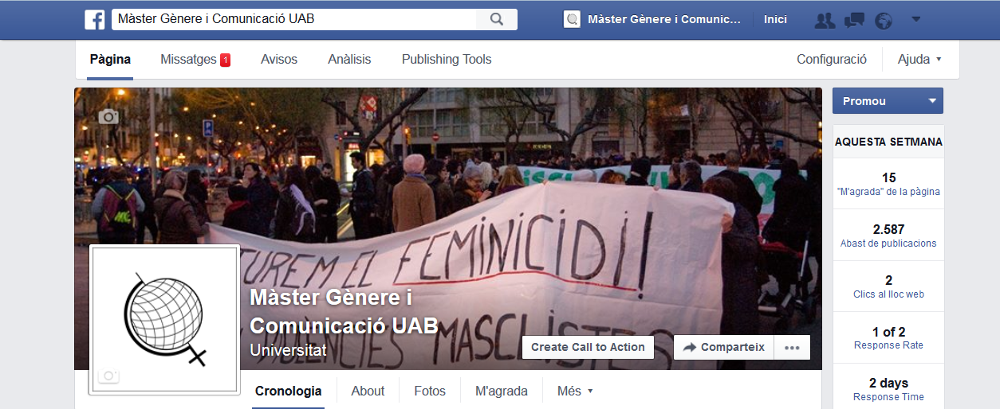 Màster Gènere i Comunicació UAB
Màster Gènere i Comunic...
Inici
Pàgina
Missatges 1
Avisos
Anàlisis
Publishing Tools
Configuració
Ajuda
Promou
AQUESTA SETMANA
15
"M'agrada" de la pàgina
2.587
Abast de publicacions
2
Clics al lloc web
1 of 2
Response Rate
2 days
Response Time
TUREM EL FEMINICIDI!
VIOLÈNCIES MASCLISTES
Màster Gènere i
Comunicació UAB
Universitat
Create Call to Action
Comparteix
Cronologia
About
Fotos
M'agrada
Més